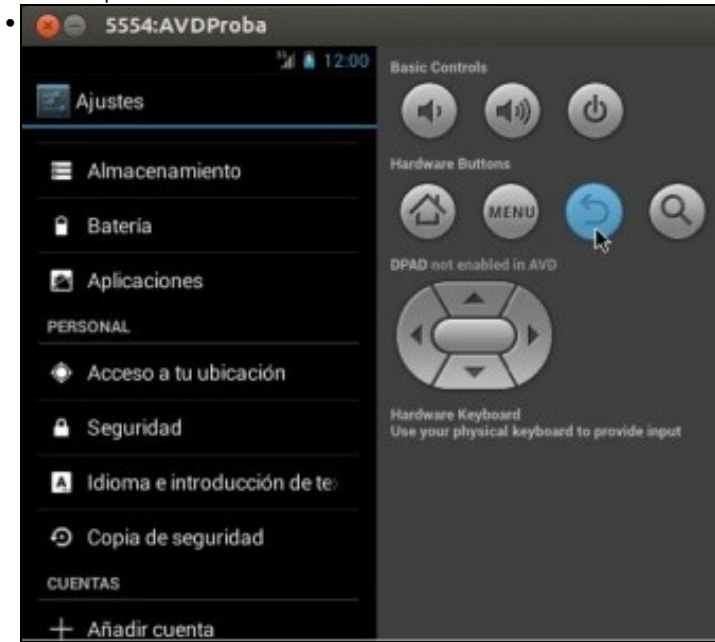 5554:AVDProba
12:00
Ajustes
Almacenamiento
Batería
Aplicaciones
PERSONAL
Acceso a tu ubicación
Seguridad
Idioma e introducción de te
Copia de seguridad
CUENTAS
Añadir cuenta
Basic Controls
Hardware Buttons
MENU
DPAD not enabled in AVD
Hardware Keyboard
Use your physical keyboard to provide input